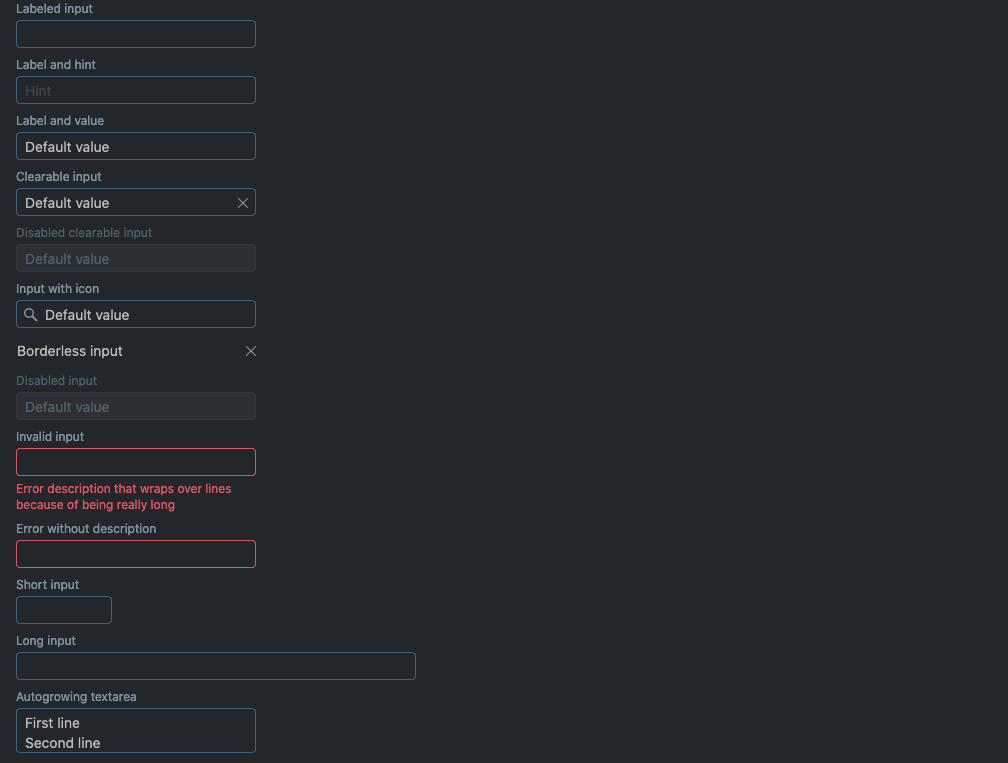 Labeled input
Label and hint
Hint
Label and value
Default value
Clearable input
Default value
Disabled clearable input
Default value
Input with icon
Default value
Borderless input
Disabled input
Default value
Invalid input
Error description that wraps over lines
because of being really long
Error without description
Short input
Long input
Autogrowing textarea
First line
Second line